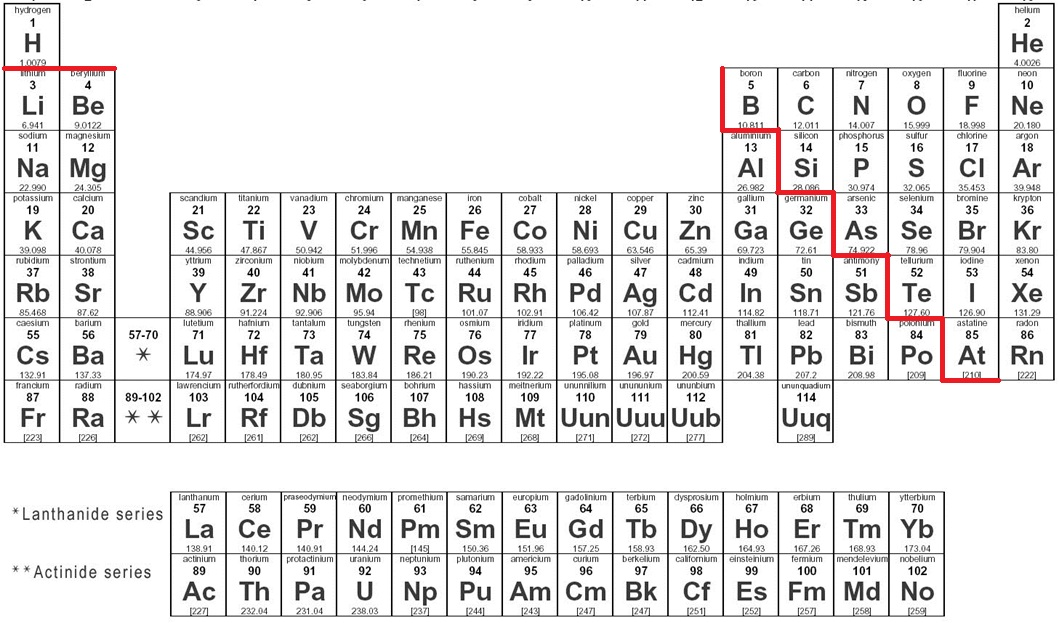 hydrogen helium
1 2
H He
1.0079 4.0026
lithium beryllium boron carbon nitrogen oxygen fluorine neon
3 4 5 6 7 8 9 10
Li Be B C N O F Ne
6.941 9.0122 10.811 12.011 14.007 15.999 18.998 20.180
sodium magnesium aluminium silicon phosphorus sulfur chlorine argon
11 12 13 14 15 16 17 18
Na Mg Al Si P S Cl Ar
22.990 24.305 26.982 28.086 30.974 32.065 35.453 39.948
potassium calcium scandium titanium vanadium chromium manganese iron cobalt nickel copper zinc gallium germanium arsenic selenium bromine krypton
19 20 21 22 23 24 25 26 27 28 29 30 31 32 33 34 35 36
K Ca Sc Ti V Cr Mn Fe Co Ni Cu Zn Ga Ge As Se Br Kr
39.098 40.078 44.956 47.867 50.942 51.996 54.938 55.845 58.933 58.693 63.546 65.39 69.723 72.61 74.922 78.96 79.904 83.80
rubidium strontium yttrium zirconium niobium molybdenum technetium ruthenium rhodium palladium silver cadmium indium tin antimony tellurium iodine xenon
37 38 39 40 41 42 43 44 45 46 47 48 49 50 51 52 53 54
Rb Sr Y Zr Nb Mo Tc Ru Rh Pd Ag Cd In Sn Sb Te I Xe
85.468 87.62 88.906 91.224 92.906 95.94 [98] 101.07 102.91 106.42 107.87 112.41 114.82 118.71 121.76 127.60 126.90 131.29
caesium barium lutetium hafnium tantalum tungsten rhenium osmium iridium platinum gold mercury thallium lead bismuth polonium astatine radon
55 56 57-70 71 72 73 74 75 76 77 78 79 80 81 82 83 84 85 86
Cs Ba * Lu Hf Ta W Re Os Ir Pt Au Hg Tl Pb Bi Po At Rn
132.91 137.33 174.97 178.49 180.95 183.84 186.21 190.23 192.22 195.08 196.97 200.59 204.38 207.2 208.98 [209] [210] [222]
francium radium lawrencium rutherfordium dubnium seaborgium bohrium hassium meitnerium ununnilium unununium ununbium ununquadium
87 88 89-102 103 104 105 106 107 108 109 110 111 112 114
Fr Ra * * Lr Rf Db Sg Bh Hs Mt Uun Uuu Uub Uuq
[223] [226] [262] [261] [262] [266] [264] [269] [268] [271] [272] [277] [289]
lanthanum cerium praseodymium neodymium promethium samarium europium gadolinium terbium dysprosium holmium erbium thulium ytterbium
57 58 59 60 61 62 63 64 65 66 67 68 69 70
*Lanthanide series La Ce Pr Nd Pm Sm Eu Gd Tb Dy Ho Er Tm Yb
138.91 140.12 140.91 144.24 [145] 150.36 151.96 157.25 158.93 162.50 164.93 167.26 168.93 173.04
actinium thorium protactinium uranium neptunium plutonium americium curium berkelium californium einsteinium fermium mendelevium nobelium
**Actinide series 89 90 91 92 93 94 95 96 97 98 99 100 101 102
Ac Th Pa U Np Pu Am Cm Bk Cf Es Fm Md No
[227] 232.04 231.04 238.03 [237] [244] [243] [247] [247] [251] [252] [257] [258] [259]